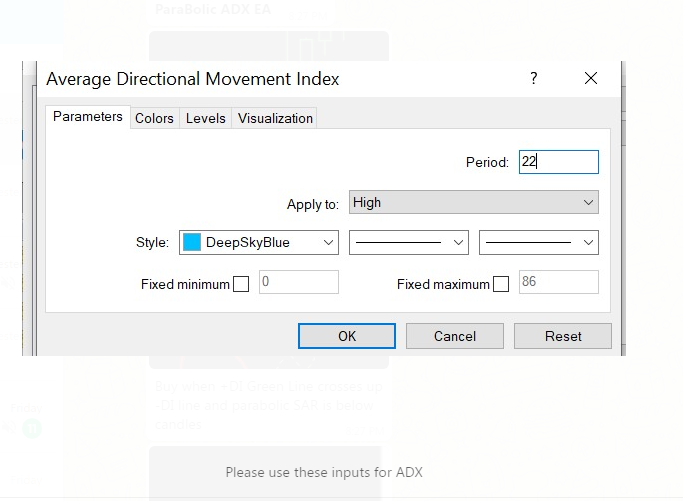 ParaBolic ADX EA
Average Directional Movement Index ?
Parameters Colors Levels Visualization
Period: 22
Apply to: High
Style: DeepSkyBlue
Fixed minimum 0 Fixed maximum 86
OK Cancel Reset
Buy when +DI Green Line crosses up
-DI line and parabolic SAR is below
candles
Please use these inputs for ADX